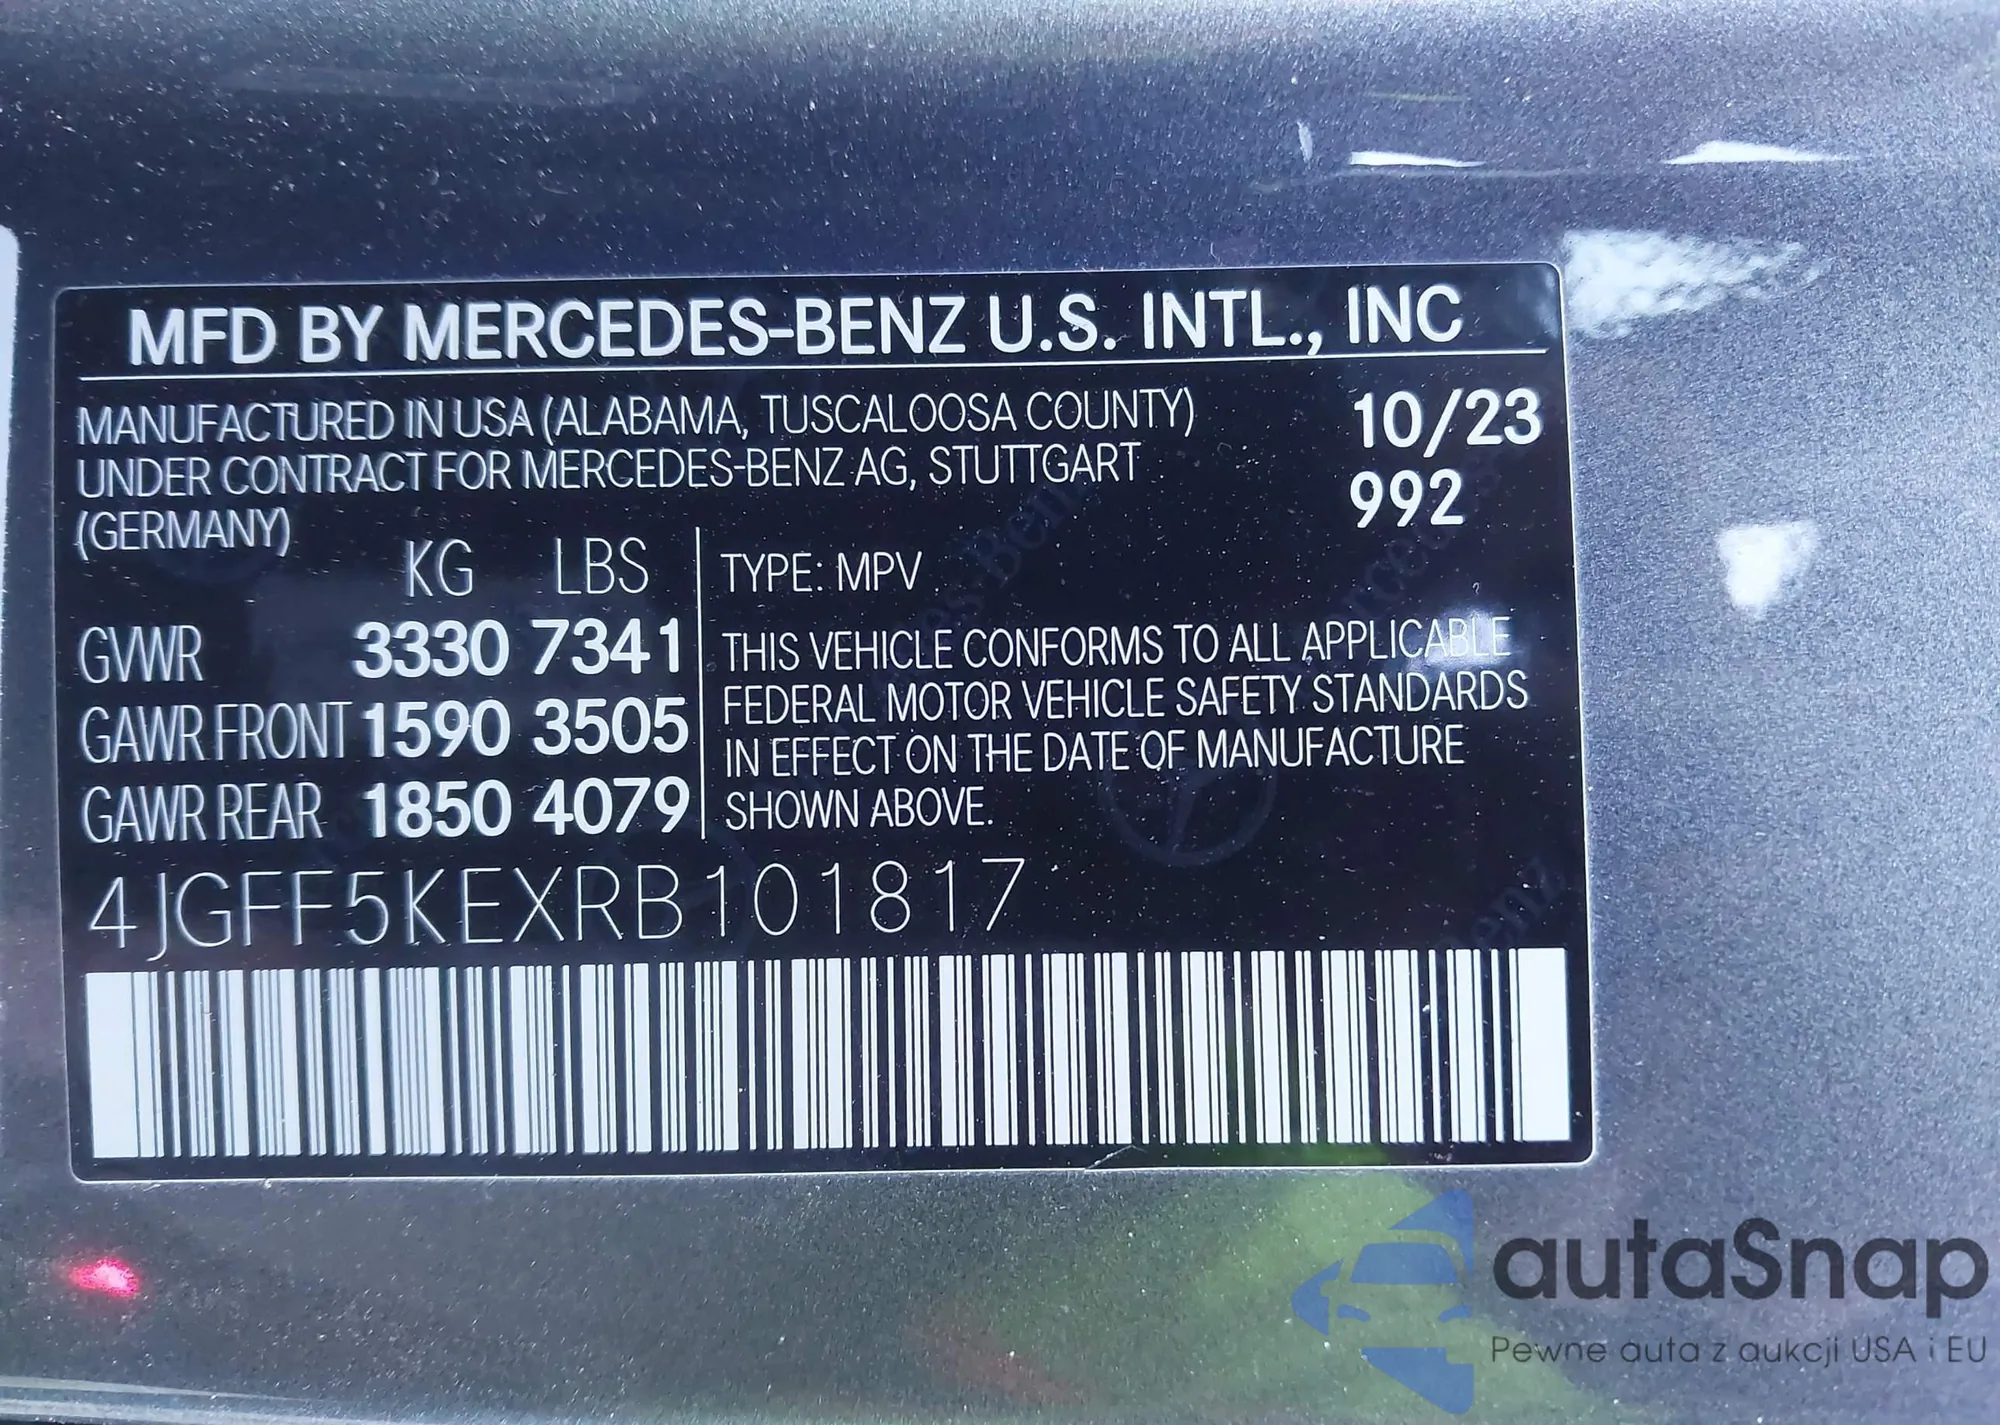 MFD BY MERCEDES-BENZ U.S. INTL., INC
MANUFACTURED IN USA (ALABAMA, TUSCALOOSA COUNTY)
UNDER CONTRACT FOR MERCEDES-BENZ AG, STUTTGART
(GERMANY)
10/23
992
KG LBS
GVWR 3330 7341
GAWR FRONT 1590 3505
GAWR REAR 1850 4079
TYPE: MPV
THIS VEHICLE CONFORMS TO ALL APPLICABLE
FEDERAL MOTOR VEHICLE SAFETY STANDARDS
IN EFFECT ON THE DATE OF MANUFACTURE
SHOWN ABOVE.
4JGFF5KEXRB101817
autaSnap
Pewne auta z aukcji USA i EU